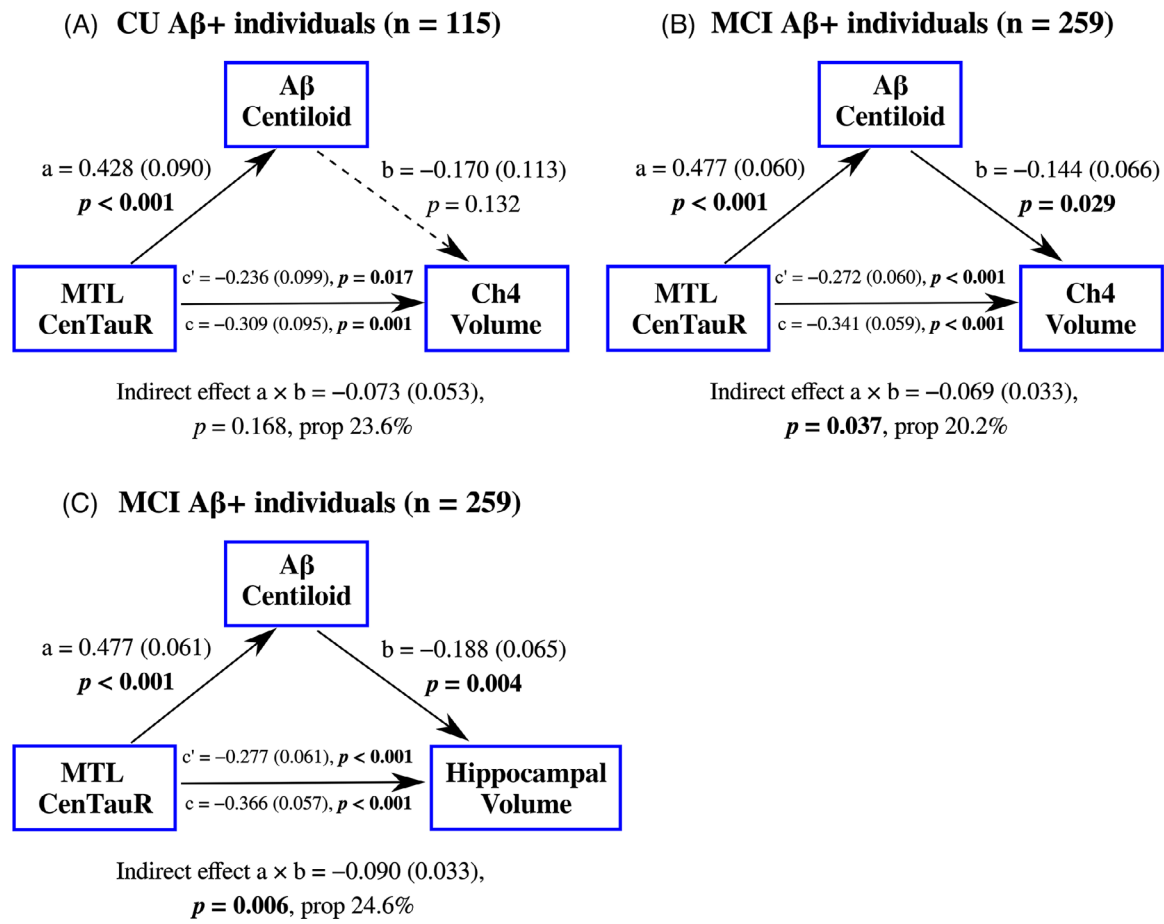 (A) CU Aβ+ individuals (n = 115)
Aβ
Centiloid
a = 0.428 (0.090)
p < 0.001
b = −0.170 (0.113)
p = 0.132
MTL
CenTauR
c' = −0.236 (0.099), p = 0.017
c = −0.309 (0.095), p = 0.001
Ch4
Volume
Indirect effect a × b = −0.073 (0.053),
p = 0.168, prop 23.6%
(B) MCI Aβ+ individuals (n = 259)
Aβ
Centiloid
a = 0.477 (0.060)
p < 0.001
b = −0.144 (0.066)
p = 0.029
MTL
CenTauR
c' = −0.272 (0.060), p < 0.001
c = −0.341 (0.059), p < 0.001
Ch4
Volume
Indirect effect a × b = −0.069 (0.033),
p = 0.037, prop 20.2%
(C) MCI Aβ+ individuals (n = 259)
Aβ
Centiloid
a = 0.477 (0.061)
p < 0.001
b = −0.188 (0.065)
p = 0.004
MTL
CenTauR
c' = −0.277 (0.061), p < 0.001
c = −0.366 (0.057), p < 0.001
Hippocampal
Volume
Indirect effect a × b = −0.090 (0.033),
p = 0.006, prop 24.6%